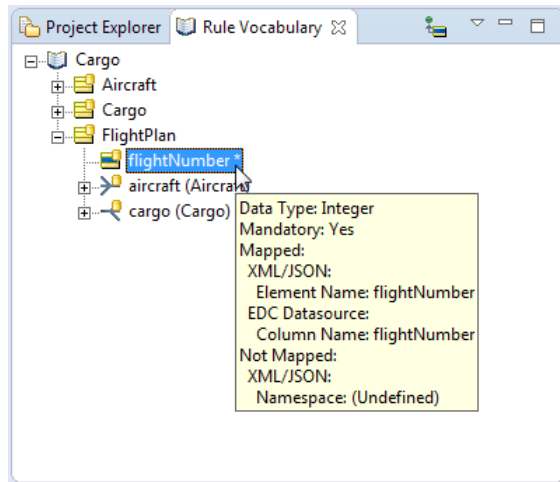 Project Explorer Rule Vocabulary
Cargo
Aircraft
Cargo
FlightPlan
flightNumber *
aircraft (Aircraft)
cargo (Cargo)
Data Type: Integer
Mandatory: Yes
Mapped:
XML/JSON:
Element Name: flightNumber
EDC Datasource:
Column Name: flightNumber
Not Mapped:
XML/JSON:
Namespace: (Undefined)